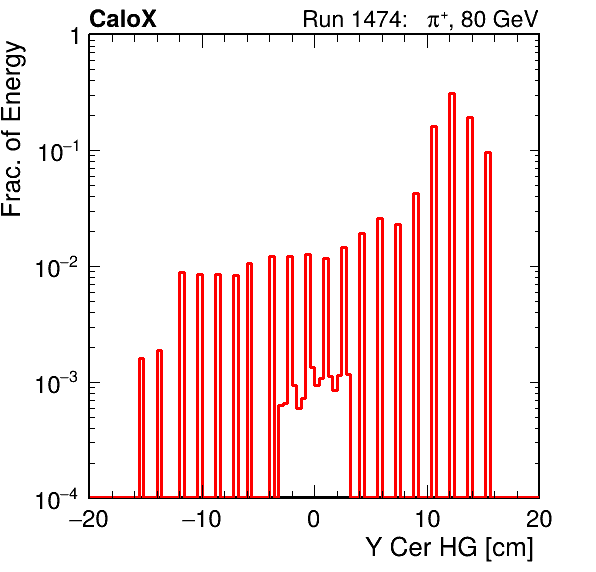 CaloX Run 1474: π⁺, 80 GeV
Frac. of Energy
1
10⁻¹
10⁻²
10⁻³
10⁻⁴
−20 −10 0 10 20
Y Cer HG [cm]